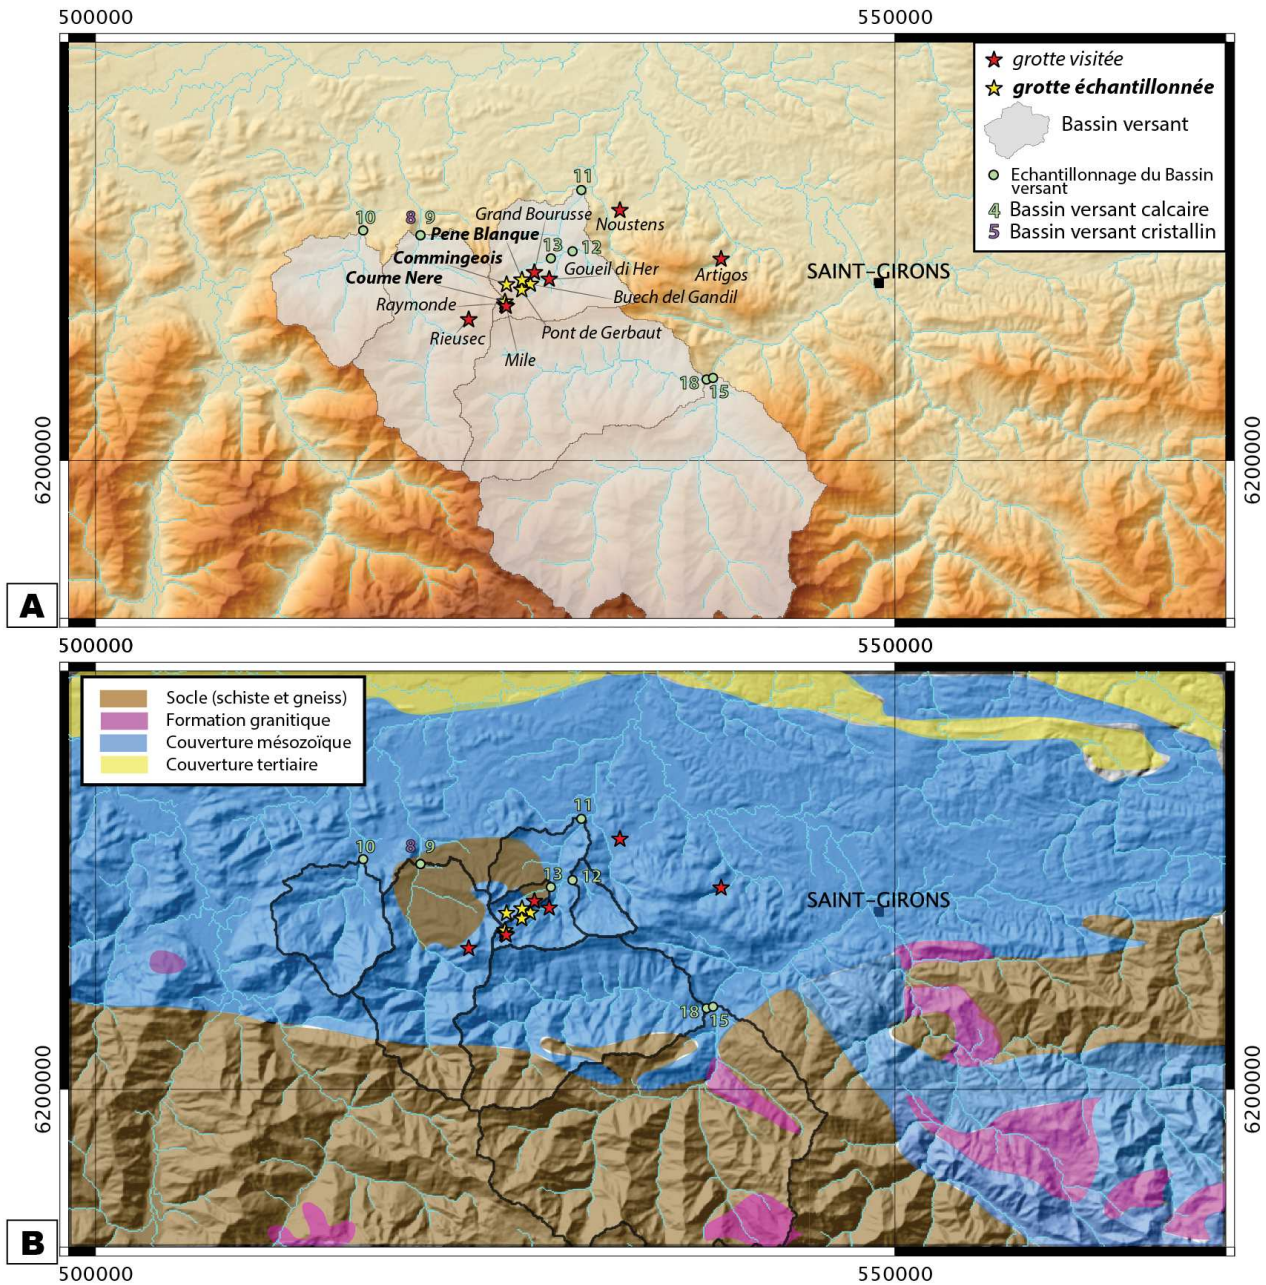 500000
550000
grotte visitée
grotte échantillonnée
Bassin versant
Echantillonnage du Bassin
versant
4 Bassin versant calcaire
5 Bassin versant cristallin
11
10
8 9
Grand Bourusse
Noustens
Pene Blanque
13
12
Commingeois
Goueil di Her
Artigos
SAINT-GIRONS
Coume Nere
Buech del Gandil
Raymonde
Pont de Gerbaut
Rieusec
Mile
18
15
6200000
6200000
A
500000
550000
Socle (schiste et gneiss)
Formation granitique
Couverture mésozoïque
Couverture tertiaire
11
10
8 9
13
12
SAINT-GIRONS
18
15
6200000
6200000
B
500000
550000